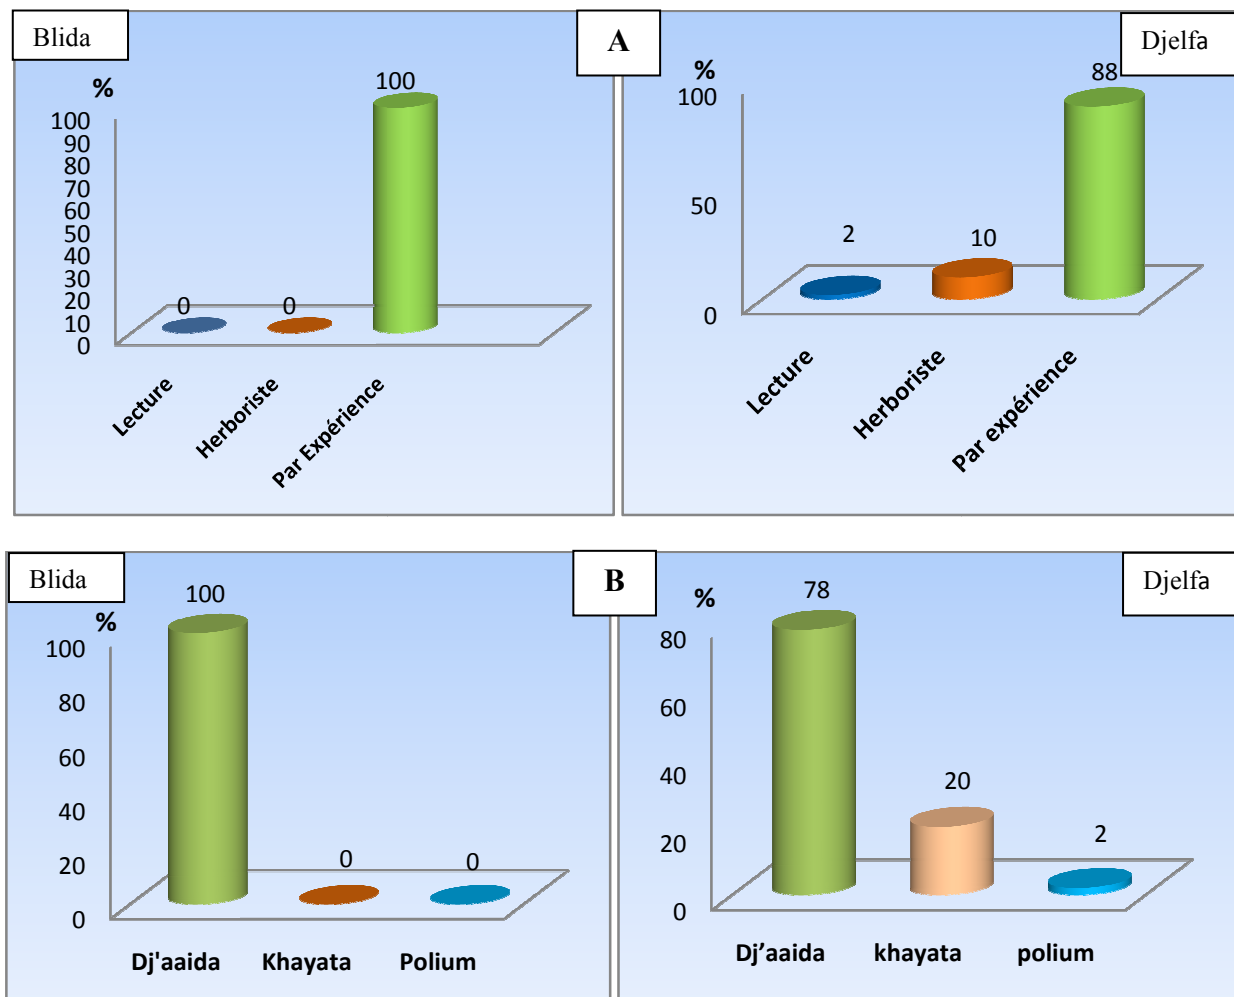 Blida
A
Djelfa
%
100
100
90
80
70
60
50
40
30
20
10
0
0
0
Lecture
Herboriste
Par Expérience
%
88
100
50
0
2
10
Lecture
Herboriste
Par expérience
Blida
B
Djelfa
%
100
100
80
60
40
20
0
0
0
Dj'aaida Khayata Polium
%
78
80
60
40
20
0
20
2
Dj’aaida khayata polium